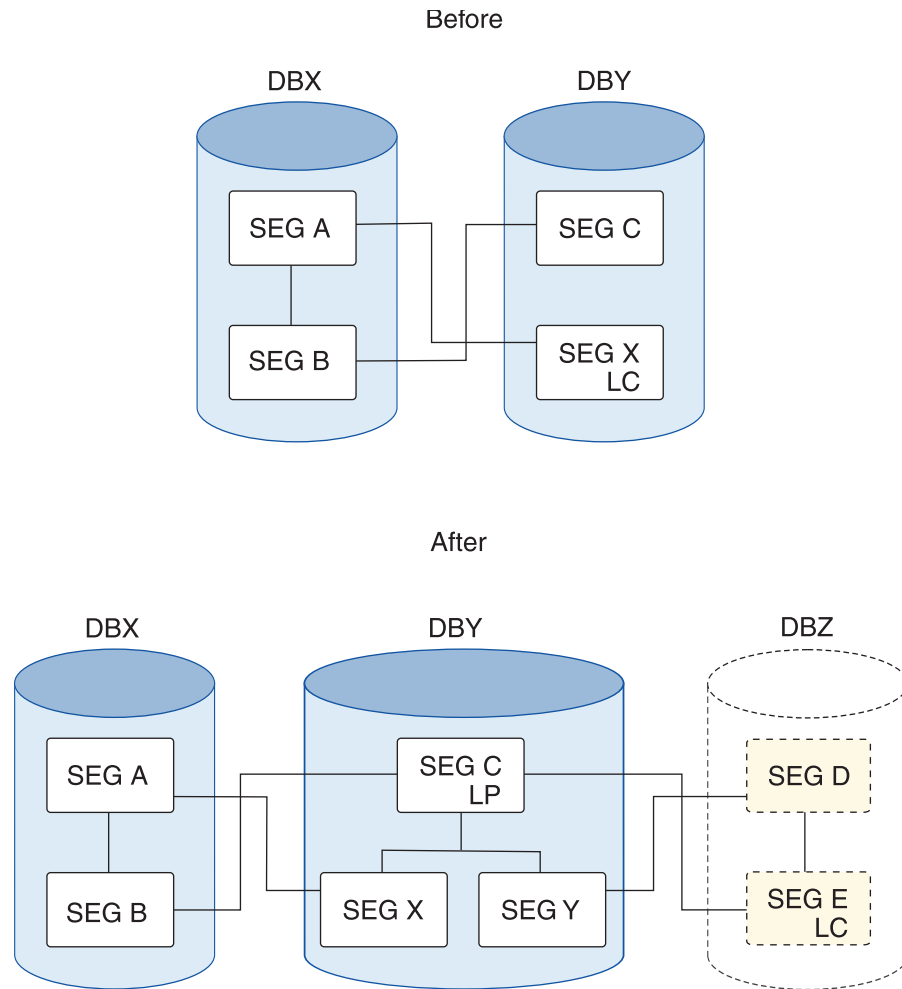 Before
DBX
DBY
SEG A
SEG C
SEG B
SEG X
LC
After
DBX
DBY
DBZ
SEG A
SEG C
LP
SEG D
SEG B
SEG X
SEG Y
SEG E
LC